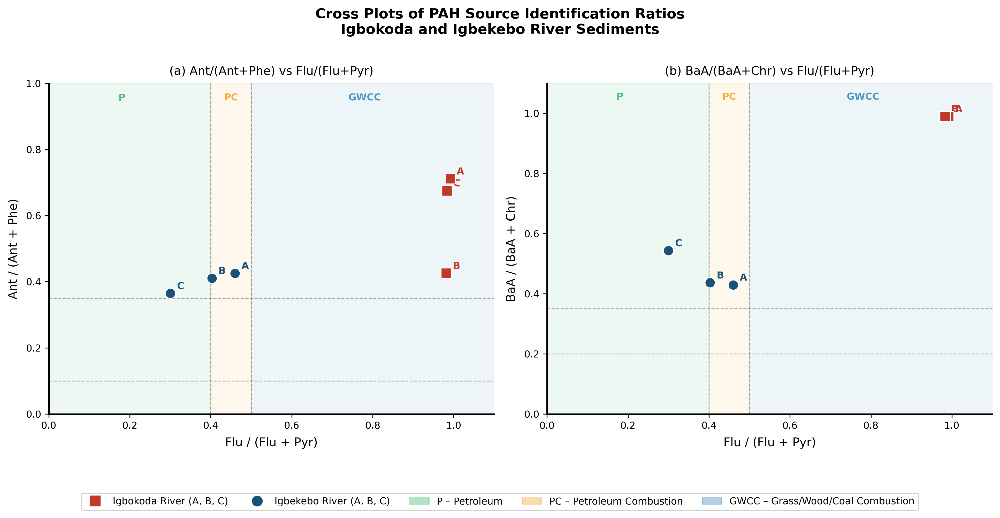 Cross Plots of PAH Source Identification Ratios
Igbokoda and Igbekebo River Sediments
(a) Ant/(Ant+Phe) vs Flu/(Flu+Pyr)
P
PC
GWCC
1.0
0.8
0.6
0.4
0.2
0.0
Ant / (Ant + Phe)
A
C
B
A
B
C
0.0
0.2
0.4
0.6
0.8
1.0
Flu / (Flu + Pyr)
(b) BaA/(BaA+Chr) vs Flu/(Flu+Pyr)
P
PC
GWCC
1.0
0.8
0.6
0.4
0.2
0.0
BaA / (BaA + Chr)
A
C
B
A
0.0
0.2
0.4
0.6
0.8
1.0
Flu / (Flu + Pyr)
Igbokoda River (A, B, C)
Igbekebo River (A, B, C)
P – Petroleum
PC – Petroleum Combustion
GWCC – Grass/Wood/Coal Combustion